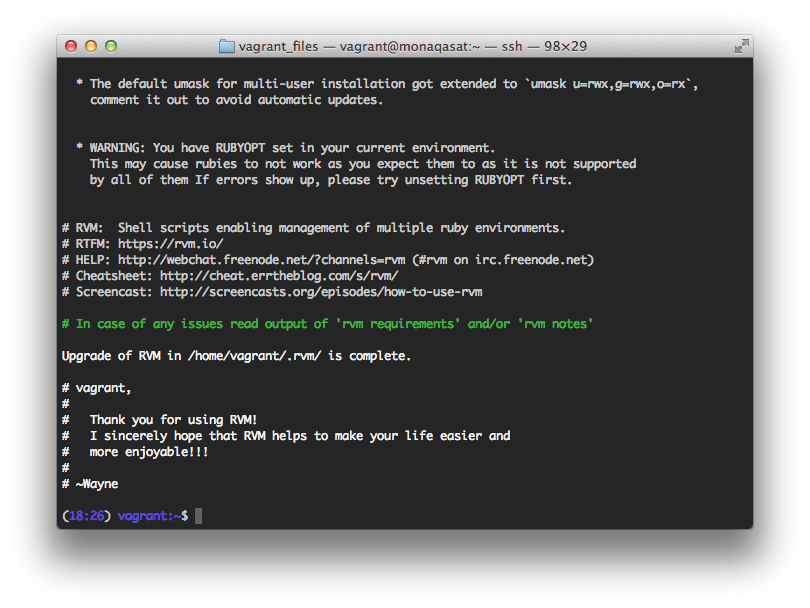 vagrant_files — vagrant@monaqasat:~ — ssh — 98×29
* The default umask for multi-user installation got extended to `umask u=rwx,g=rwx,o=rx`,
comment it out to avoid automatic updates.
* WARNING: You have RUBYOPT set in your current environment.
This may cause rubies to not work as you expect them to as it is not supported
by all of them If errors show up, please try unsetting RUBYOPT first.
# RVM:  Shell scripts enabling management of multiple ruby environments.
# RTFM: https://rvm.io/
# HELP: http://webchat.freenode.net/?channels=rvm (#rvm on irc.freenode.net)
# Cheatsheet: http://cheat.errtheblog.com/s/rvm/
# Screencast: http://screencasts.org/episodes/how-to-use-rvm
# In case of any issues read output of 'rvm requirements' and/or 'rvm notes'
Upgrade of RVM in /home/vagrant/.rvm/ is complete.
# vagrant,
#
#   Thank you for using RVM!
#   I sincerely hope that RVM helps to make your life easier and
#   more enjoyable!!!
#
# ~Wayne
(18:26) vagrant:~$